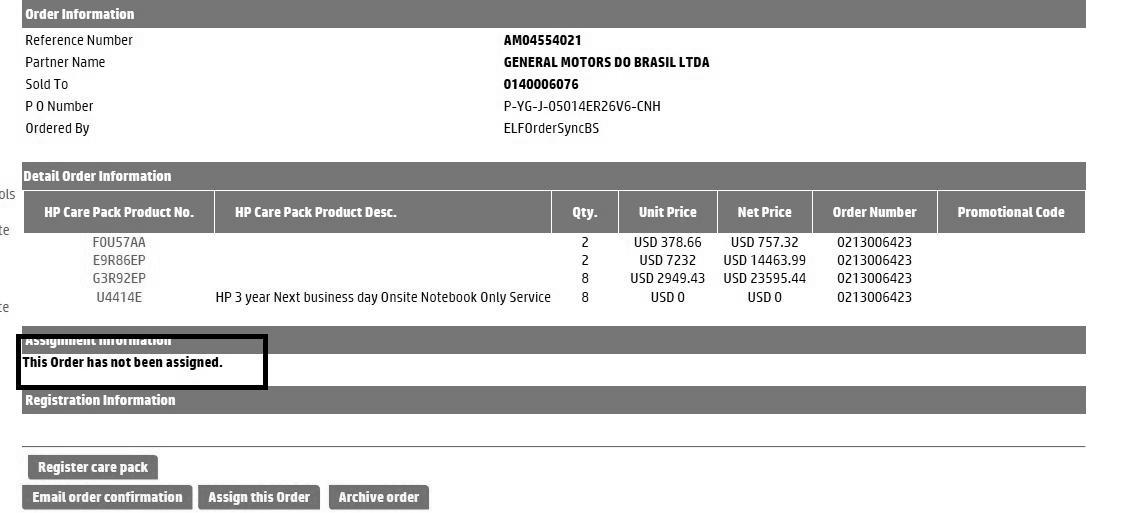 Order Information
Reference Number AM04554021
Partner Name GENERAL MOTORS DO BRASIL LTDA
Sold To 0140006076
P O Number P-YG-J-05014ER26V6-CNH
Ordered By ELFOrderSyncBS
Detail Order Information
ols
HP Care Pack Product No. HP Care Pack Product Desc. Qty. Unit Price Net Price Order Number Promotional Code
te
F0U57AA 2 USD 378.66 USD 757.32 0213006423
E9R86EP 2 USD 7232 USD 14463.99 0213006423
G3R92EP 8 USD 2949.43 USD 23595.44 0213006423
U4414E HP 3 year Next business day Onsite Notebook Only Service 8 USD 0 USD 0 0213006423
te
Assignment Information
This Order has not been assigned.
Registration Information
Register care pack
Email order confirmation Assign this Order Archive order